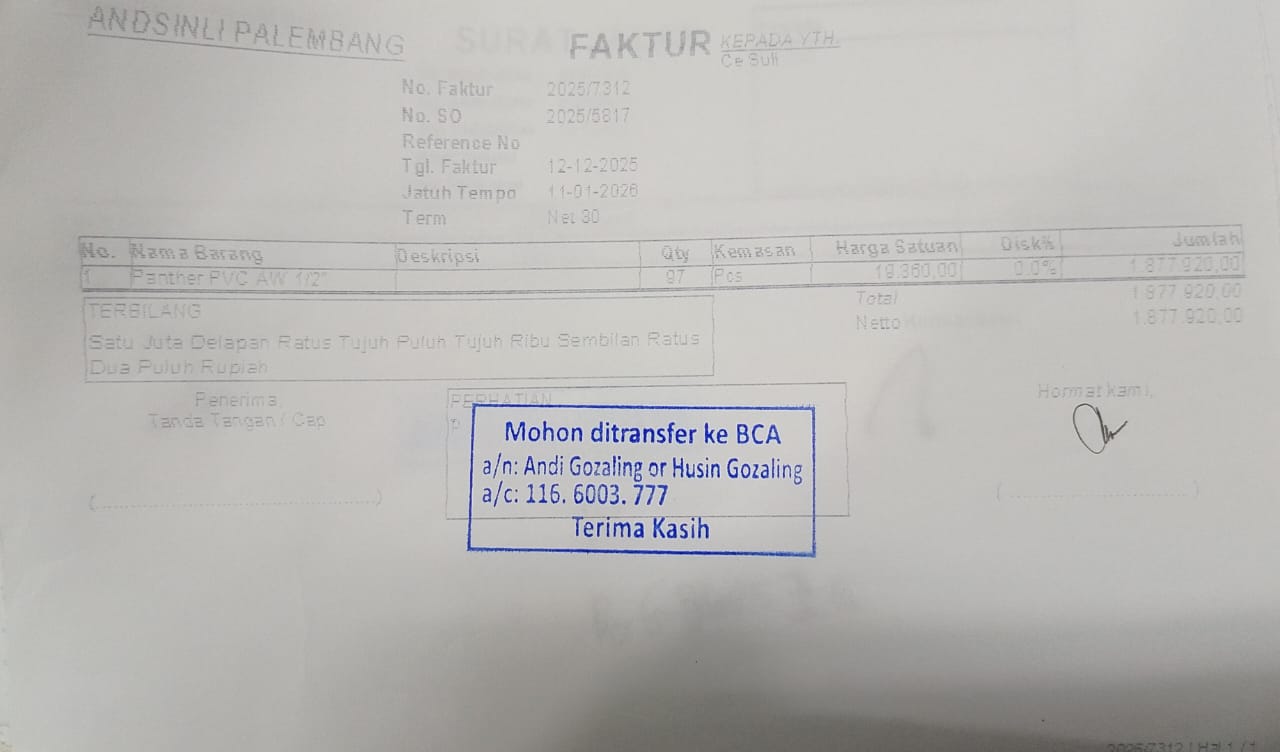 ANDSINLI PALEMBANG
FAKTUR
KEPADA YTH.
Ce Suli
No. Faktur 2025/7312
No. SO 2025/5817
Reference No
Tgl. Faktur 12-12-2025
Jatuh Tempo 11-01-2026
Term Net 30
No. Nama Barang Deskripsi Qty Kemasan Harga Satuan Disk% Jumlah
1 Panther PVC AW 1/2" 97 Pcs 19.360,00 0.0% 1.877.920,00
Total 1.877.920,00
Netto 1.877.920,00
TERBILANG
Satu Juta Delapan Ratus Tujuh Puluh Tujuh Ribu Sembilan Ratus
Dua Puluh Rupiah
Penerima,
Tanda Tangan / Cap
PERHATIAN
Hormat kami,
Mohon ditransfer ke BCA
a/n: Andi Gozaling or Husin Gozaling
a/c: 116. 6003. 777
Terima Kasih
2025/7312 | Hal 1 / 1